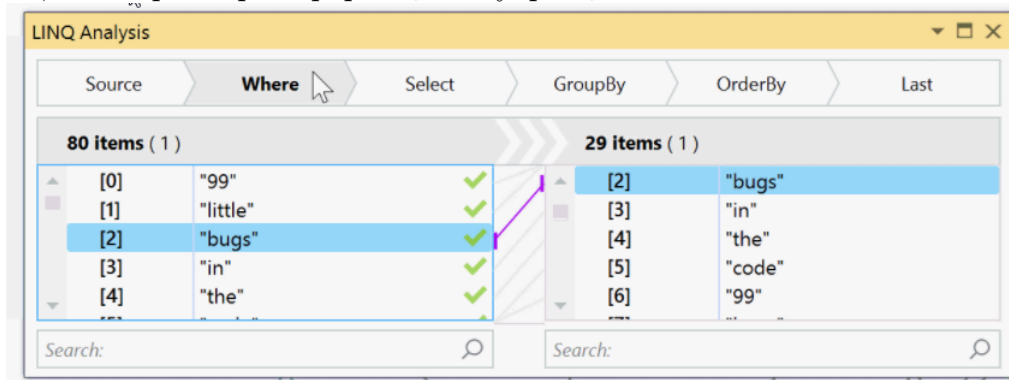 LINQ Analysis
Source Where Select GroupBy OrderBy Last
80 items ( 1 ) 29 items ( 1 )
[0] "99" [2] "bugs"
[1] "little" [3] "in"
[2] "bugs" [4] "the"
[3] "in" [5] "code"
[4] "the" [6] "99"
Search: Search: